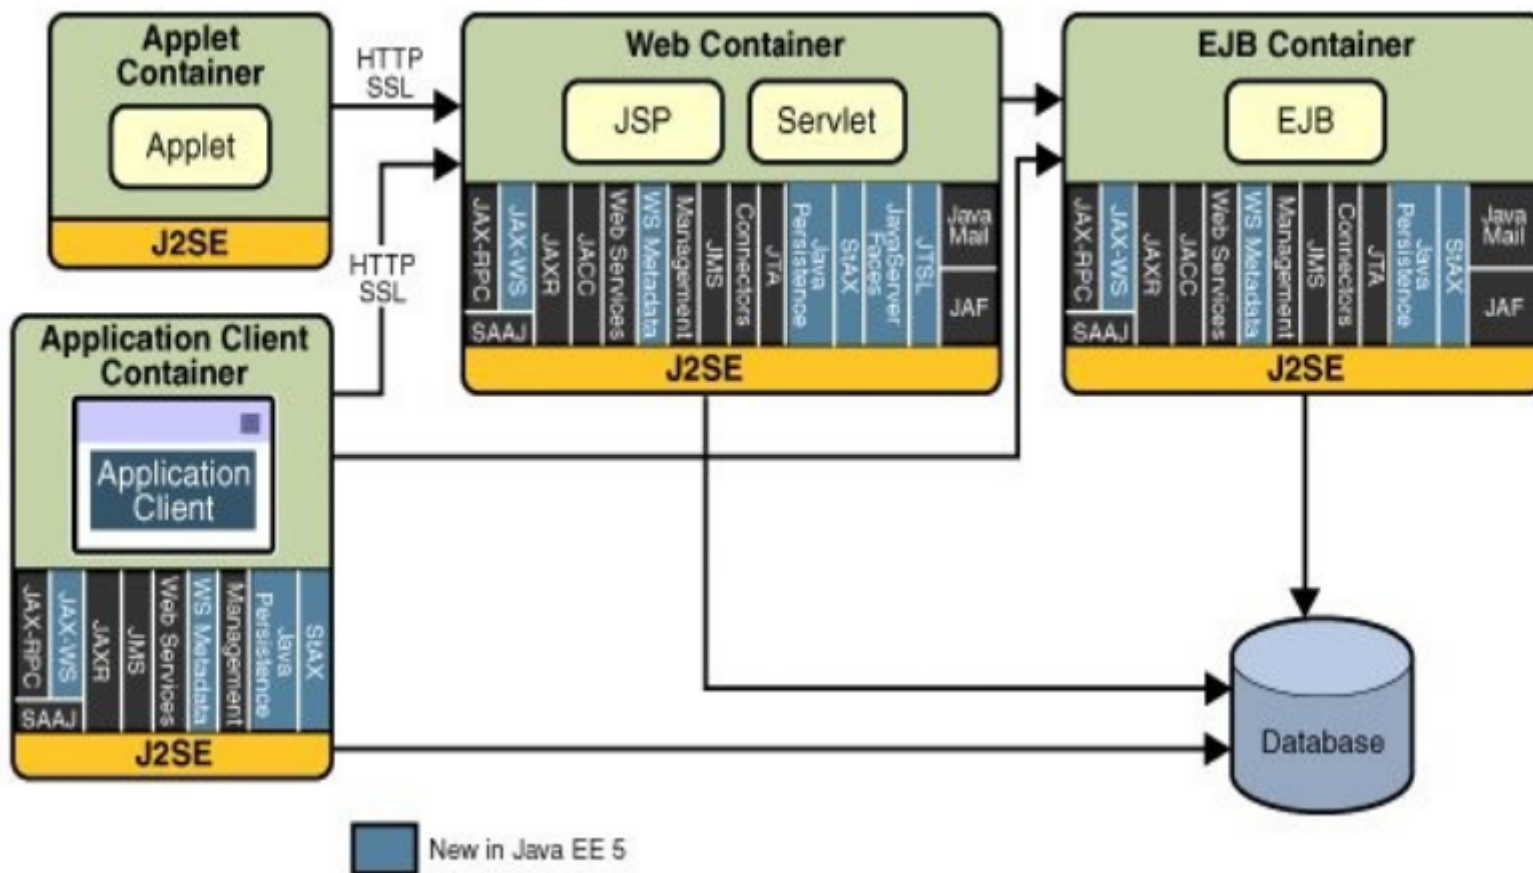 Applet
Container
Applet
J2SE
HTTP
SSL
HTTP
SSL
Web Container
JSP
Servlet
JAX-RPC
JAX-WS
SAAJ
JAXR
JACC
Web Services
WS Metadata
Management
JMS
Connectors
JTA
Java
Persistence
StAX
JavaServer
Faces
JTSL
Java
Mail
JAF
J2SE
EJB Container
EJB
JAX-RPC
JAX-WS
SAAJ
JAXR
JACC
Web Services
WS Metadata
Management
JMS
Connectors
JTA
Java
Persistence
StAX
Java
Mail
JAF
J2SE
Application Client
Container
Application
Client
JAX-RPC
JAX-WS
SAAJ
JAXR
JMS
Web Services
WS Metadata
Management
Java
Persistence
StAX
J2SE
Database
New in Java EE 5